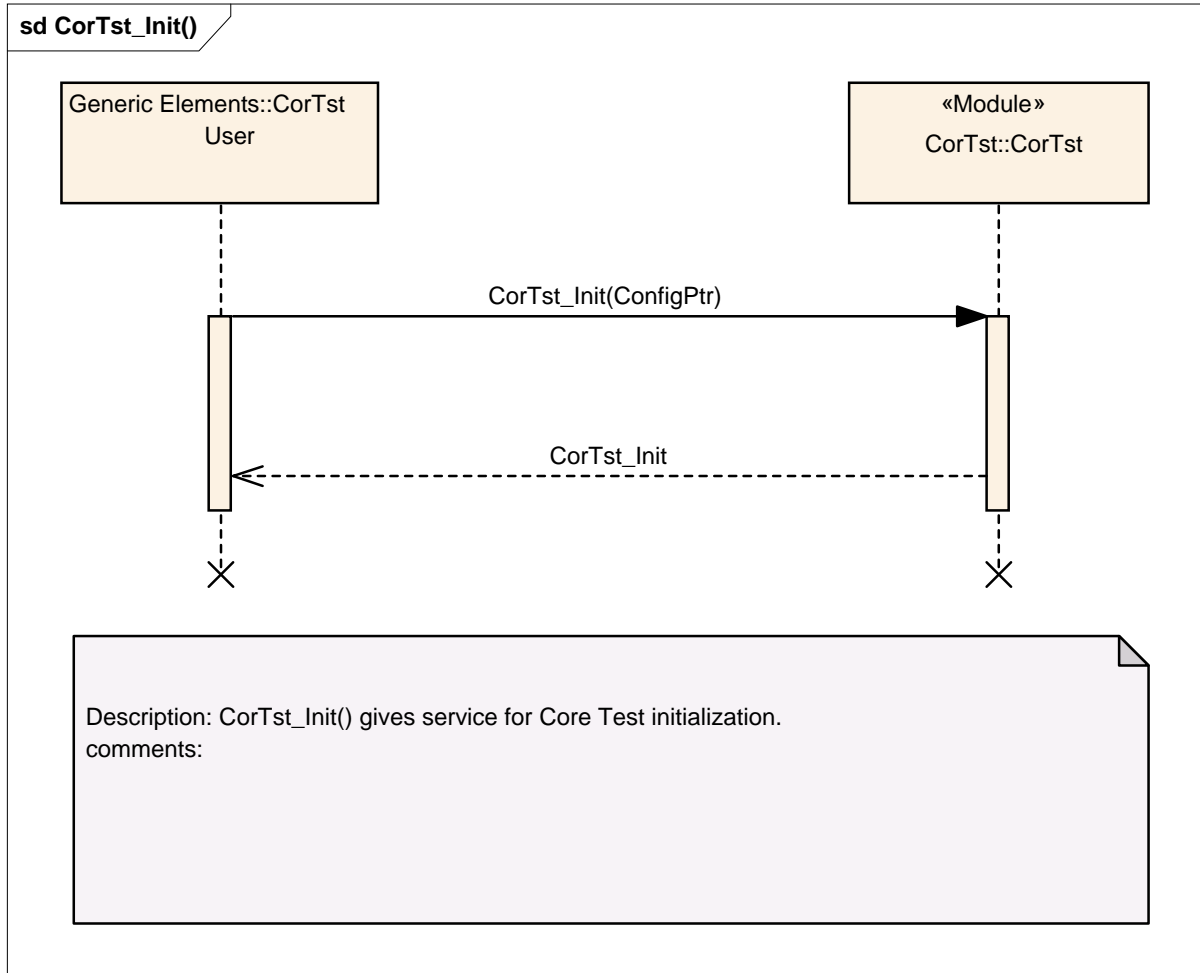 sd CorTst_Init()
Generic Elements::CorTst
User
«Module»
CorTst::CorTst
CorTst_Init(ConfigPtr)
CorTst_Init
Description: CorTst_Init() gives service for Core Test initialization.
comments: